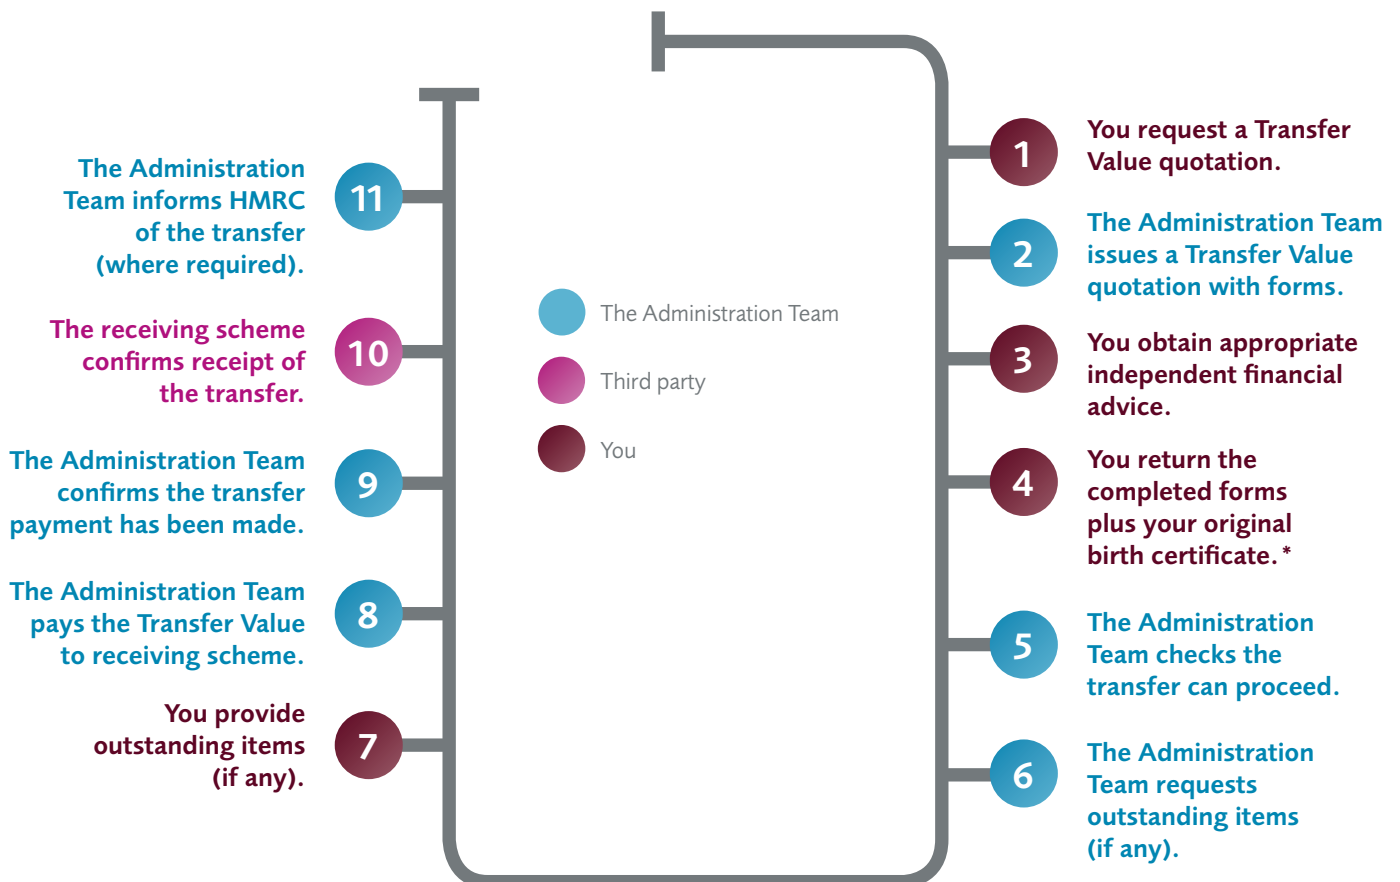 1
You request a Transfer
Value quotation.
2
The Administration Team
issues a Transfer Value
quotation with forms.
3
You obtain appropriate
independent financial
advice.
4
You return the
completed forms
plus your original
birth certificate.*
5
The Administration
Team checks the
transfer can proceed.
6
The Administration
Team requests
outstanding items
(if any).
7
You provide
outstanding items
(if any).
8
The Administration Team
pays the Transfer Value
to receiving scheme.
9
The Administration Team
confirms the transfer
payment has been made.
10
The receiving scheme
confirms receipt of
the transfer.
11
The Administration
Team informs HMRC
of the transfer
(where required).
The Administration Team
Third party
You